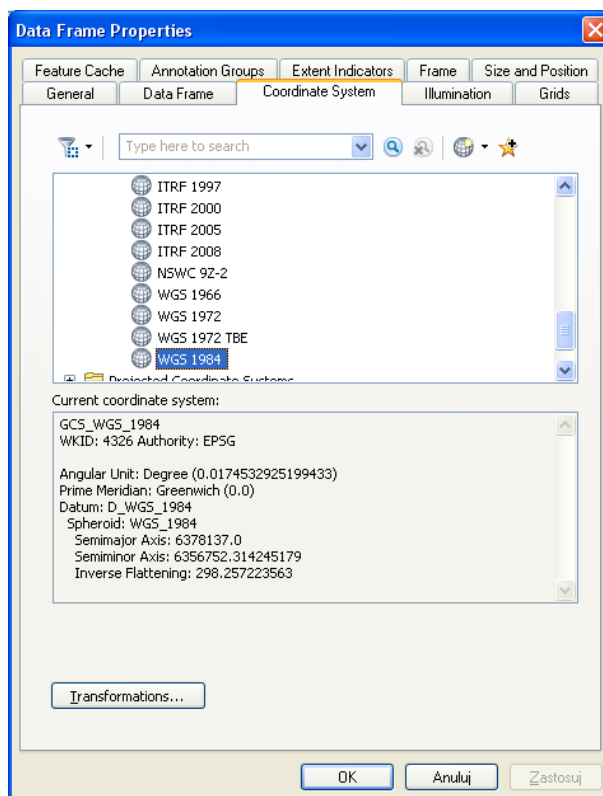 Data Frame Properties
Feature Cache Annotation Groups Extent Indicators Frame Size and Position
General Data Frame Coordinate System Illumination Grids
Type here to search
ITRF 1997
ITRF 2000
ITRF 2005
ITRF 2008
NSWC 9Z-2
WGS 1966
WGS 1972
WGS 1972 TBE
WGS 1984
Projected Coordinate Systems
Current coordinate system:
GCS_WGS_1984
WKID: 4326 Authority: EPSG
Angular Unit: Degree (0.0174532925199433)
Prime Meridian: Greenwich (0.0)
Datum: D_WGS_1984
Spheroid: WGS_1984
Semimajor Axis: 6378137.0
Semiminor Axis: 6356752.314245179
Inverse Flattening: 298.257223563
Transformations...
OK Anuluj Zastosuj